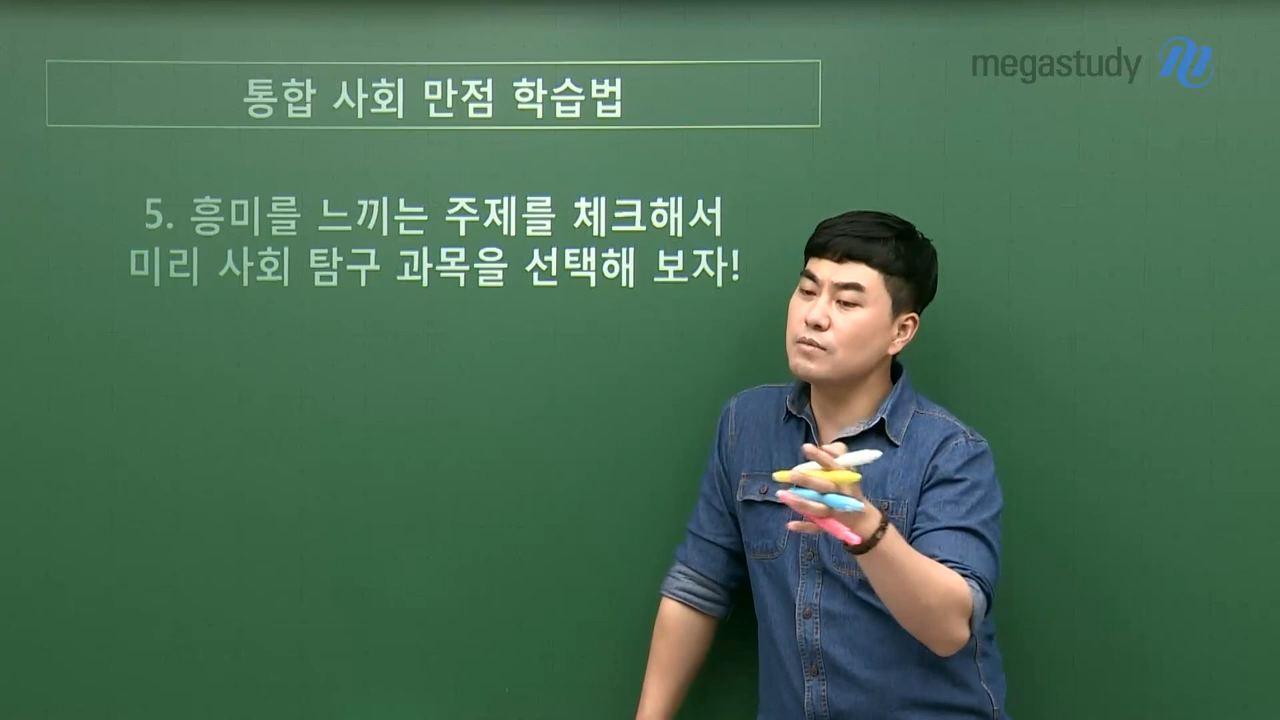 megastudy
통합 사회 만점 학습법
5. 흥미를 느끼는 주제를 체크해서
미리 사회 탐구 과목을 선택해 보자!